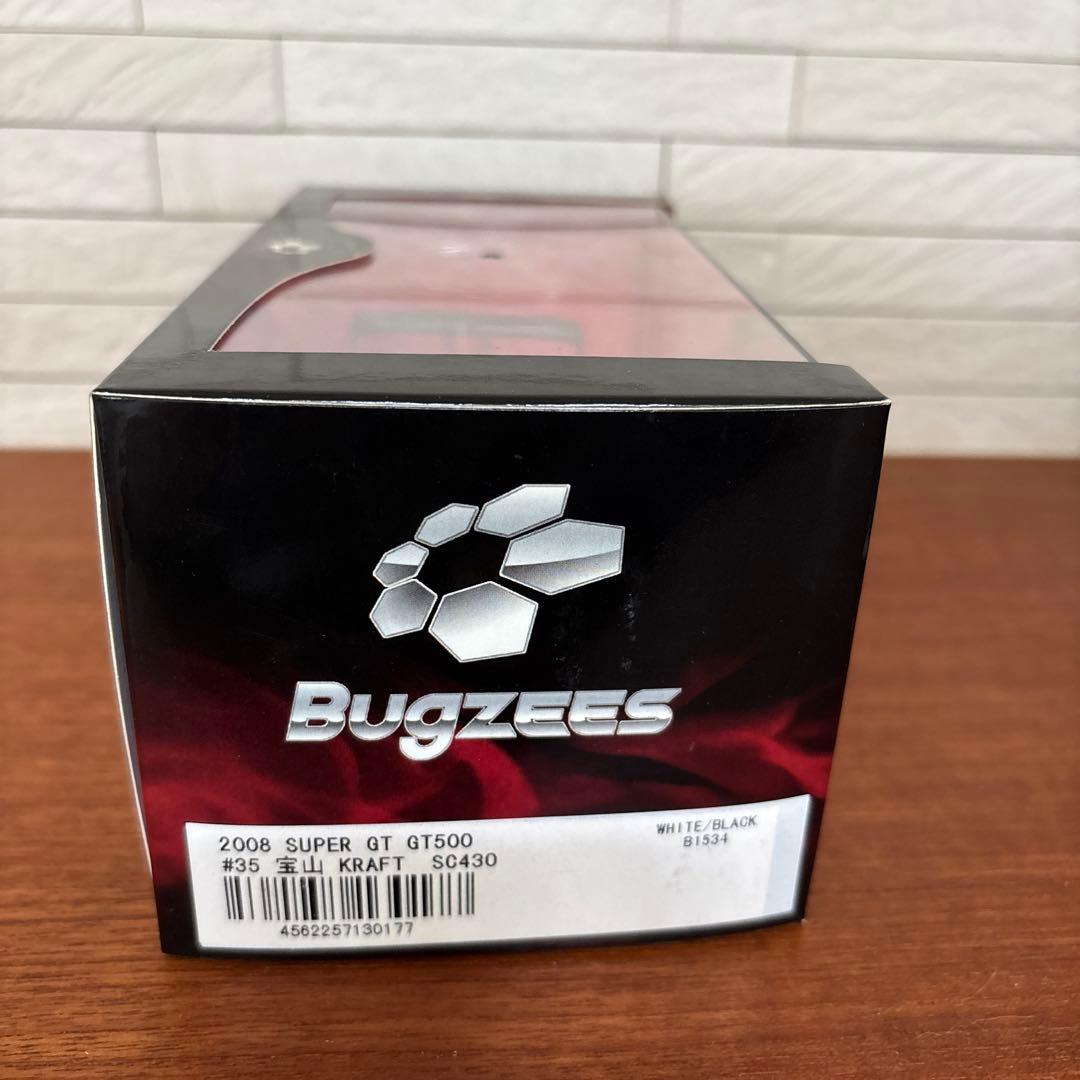 BugzEES
2008 SUPER GT GT500
#35 宝山 KRAFT SC430
WHITE/BLACK
B1534
4562257130177